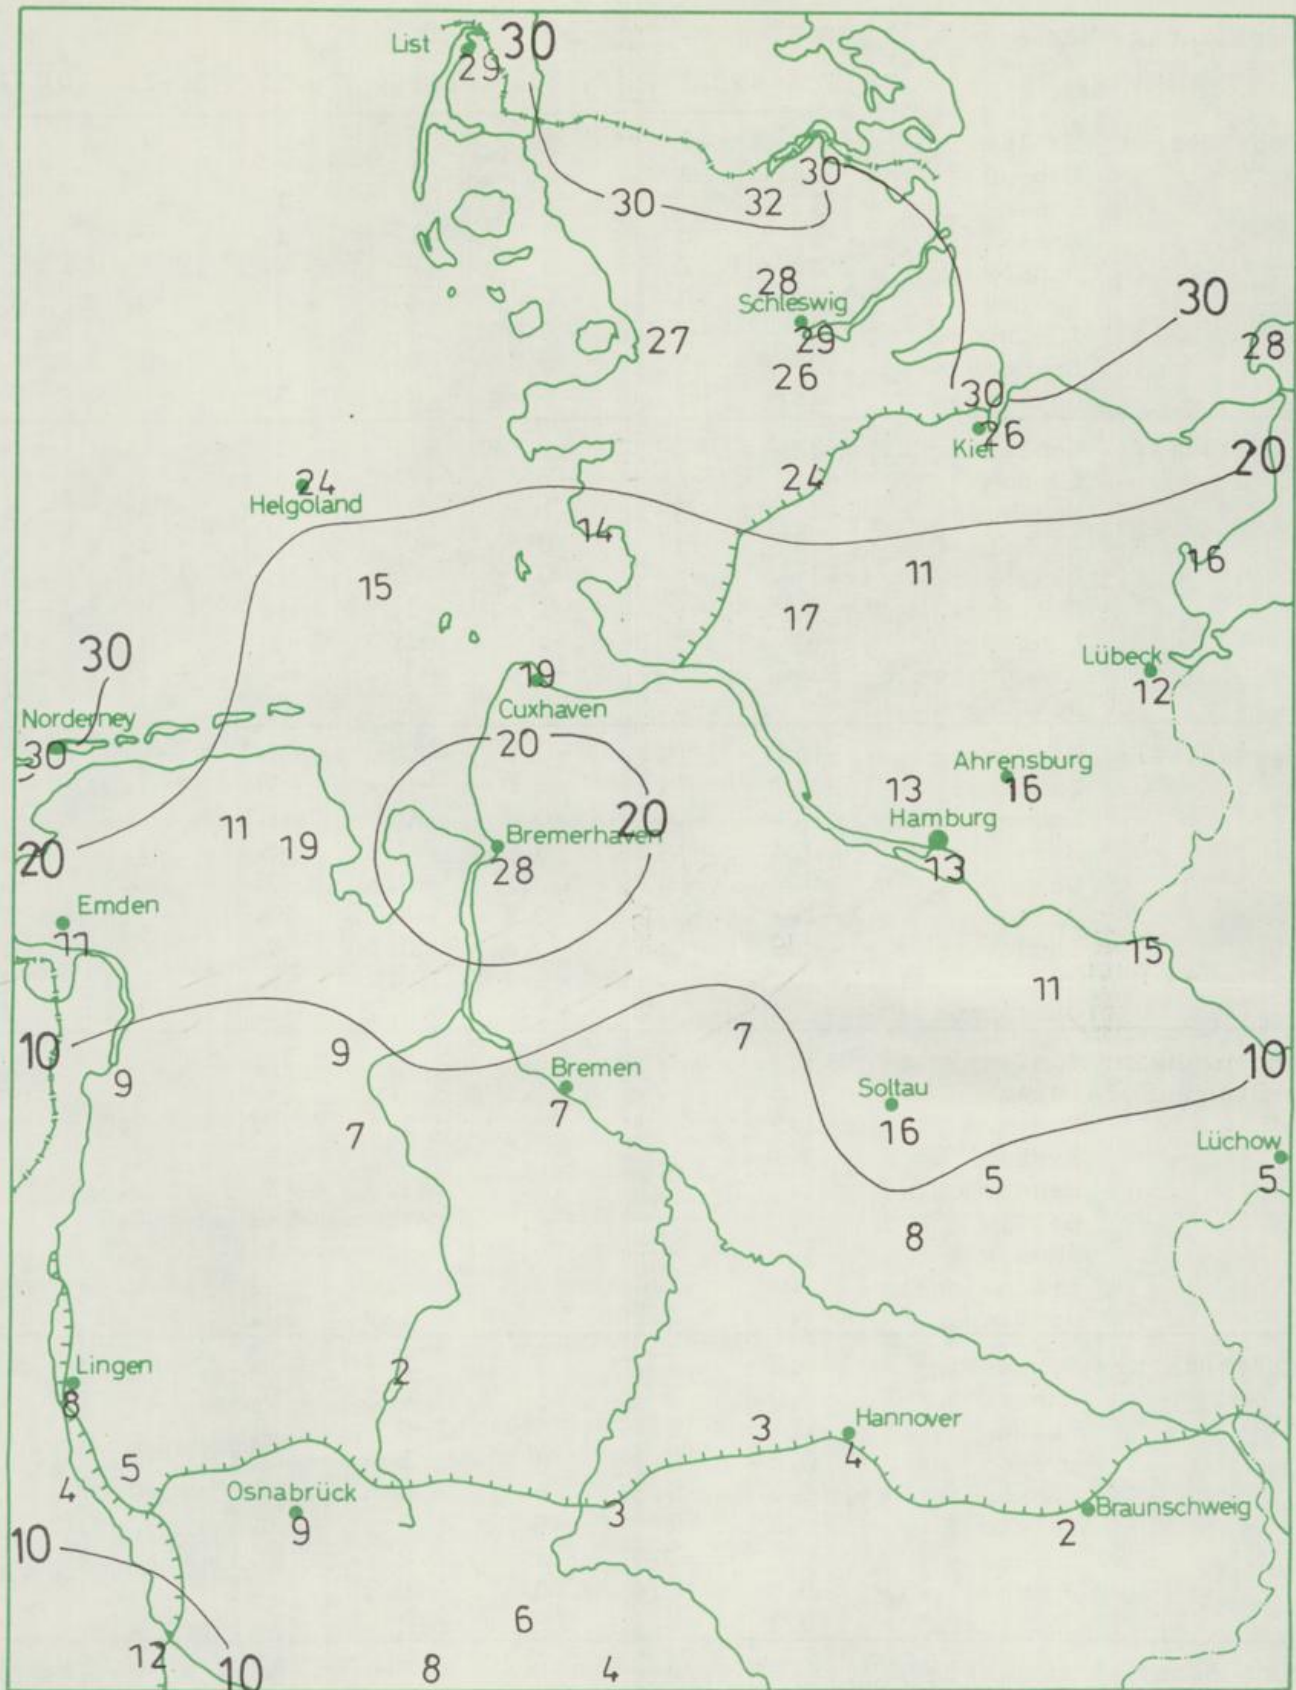 List 30
29
30
30 32
28
Schleswig 30
27 29 28
26
30
26
Kiel
24 24 20
Helgoland
14
15 11 16
17
30 19 Lübeck
12
Norderney Cuxhaven
30 20 Ahrensburg
13 16
11 19 20 Hamburg
Bremerhaven
20 28 13
Emden
11 15
11
10 9 7 10
9 Bremen
7 7 Soltau
16
Lüchow
5 5
8
Lingen 2
8
3 Hannover
4
5
4 Osnabrück
9 3 Braunschweig
2
10
6
12 10 8 4